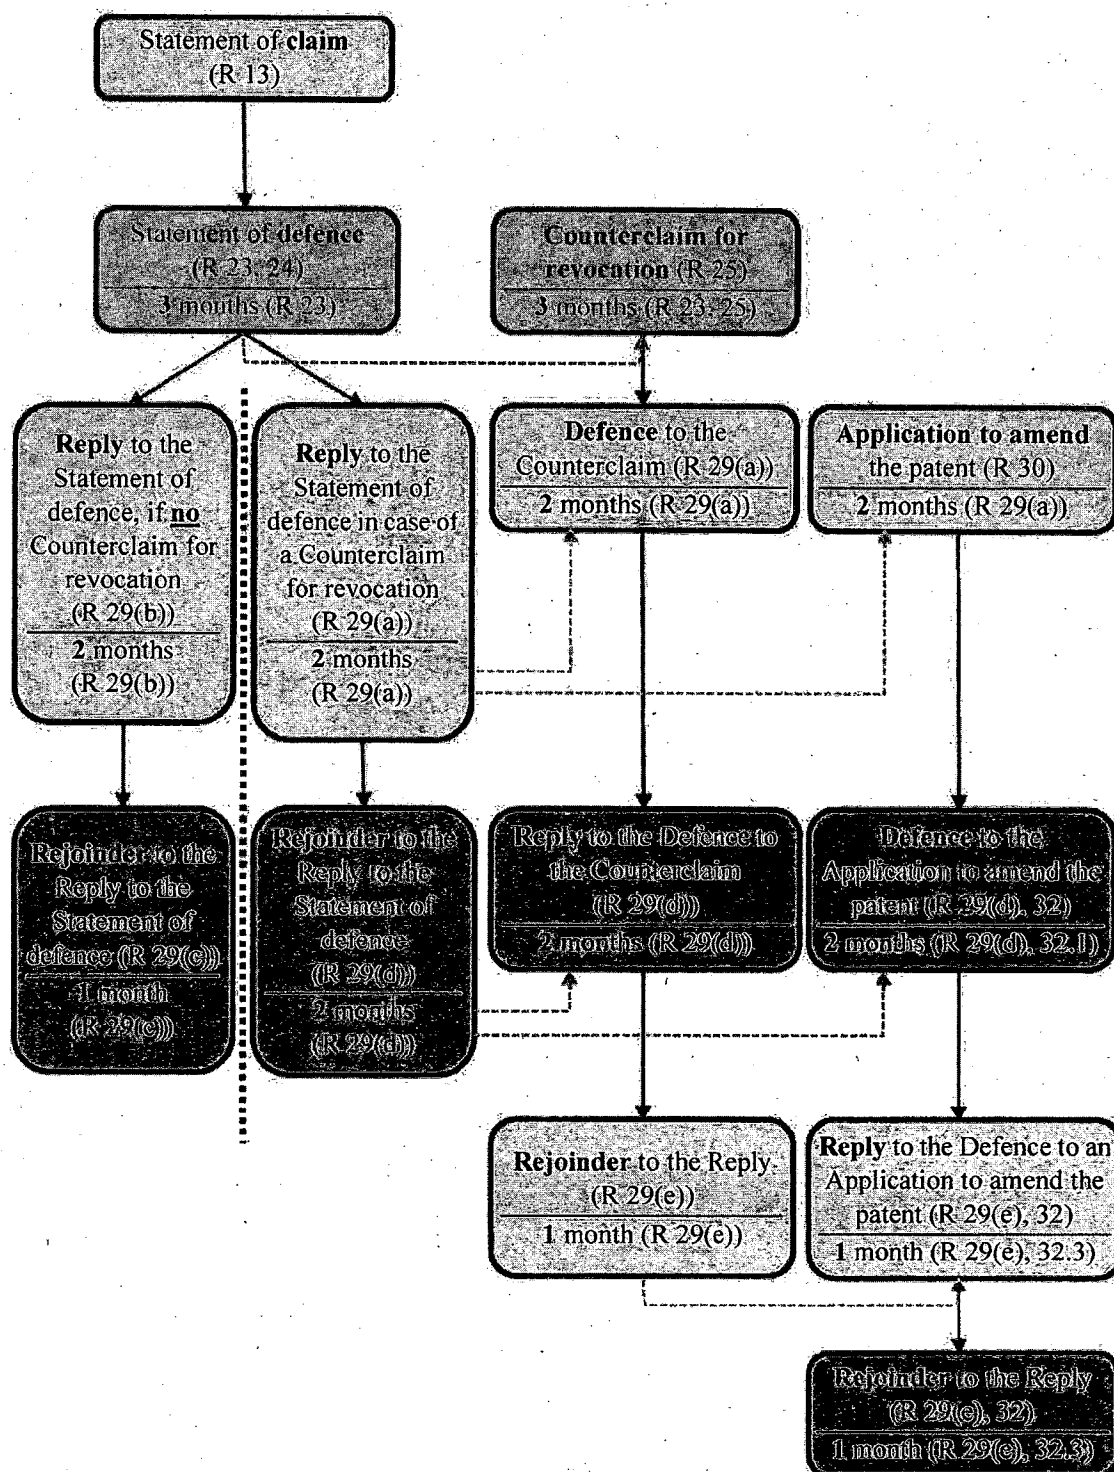 Statement of claim
(R 13)
Statement of defence
(R 23, 24)
3 months (R 23)
Counterclaim for
revocation (R 25)
3 months (R 23, 25)
Reply to the
Statement of
defence, if no
Counterclaim for
revocation
(R 29(b))
2 months
(R 29(b))
Reply to the
Statement of
defence in case of
a Counterclaim
for revocation
(R 29(a))
2 months
(R 29(a))
Defence to the
Counterclaim (R 29(a))
2 months (R 29(a))
Application to amend
the patent (R 30)
2 months (R 29(a))
Rejoinder to the
Reply to the
Statement of
defence (R 29(c))
1 month
(R 29(c))
Rejoinder to the
Reply to the
Statement of
defence
(R 29(d))
2 months
(R 29(d))
Reply to the Defence to
the Counterclaim
(R 29(d))
2 months (R 29(d))
Defence to the
Application to amend the
patent (R 29(d), 32)
2 months (R 29(d), 32.1)
Rejoinder to the Reply
(R 29(e))
1 month (R 29(e))
Reply to the Defence to an
Application to amend the
patent (R 29(e), 32)
1 month (R 29(e), 32.3)
Rejoinder to the Reply
(R 29(e), 32)
1 month (R 29(e), 32.3)